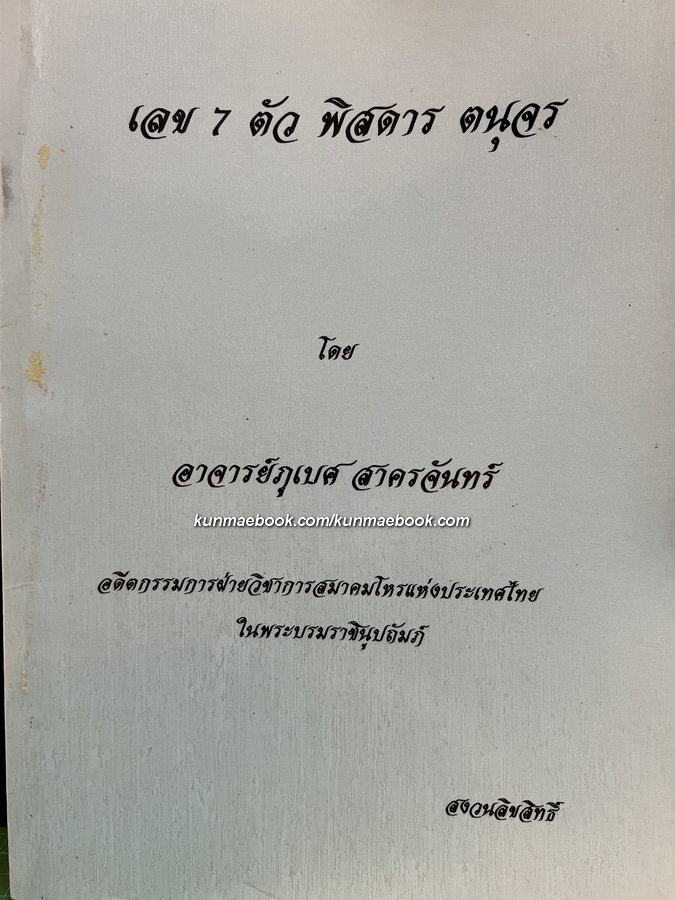 เลข 7 ตัว พิสดาร ตนุจร
โดย
อาจารย์ภูเบศ สาครจันทร์
kunmaebook.com/kunmaebook.com
อดีตกรรมการฝ่ายวิชาการสมาคมโหรแห่งประเทศไทย
ในพระบรมราชินูปถัมภ์
สงวนลิขสิทธิ์